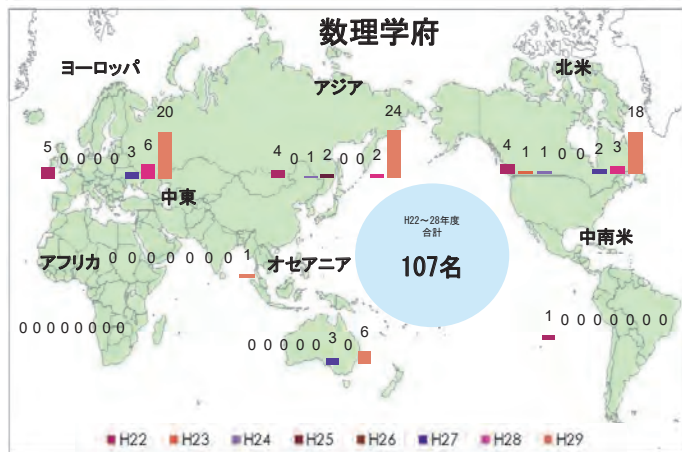 数理学府
ヨーロッパ
アジア
北米
5 0 0 0 0 3 6 20
4 0 1 2 0 0 2 24
4 1 1 0 0 2 3 18
中東
H22~28年度
合計
107名
中南米
アフリカ
0 0 0 0 0 0 0 1
オセアニア
0 0 0 0 0 0 0 0
0 0 0 0 0 3 0 6
1 0 0 0 0 0 0 0
H22 H23 H24 H25 H26 H27 H28 H29